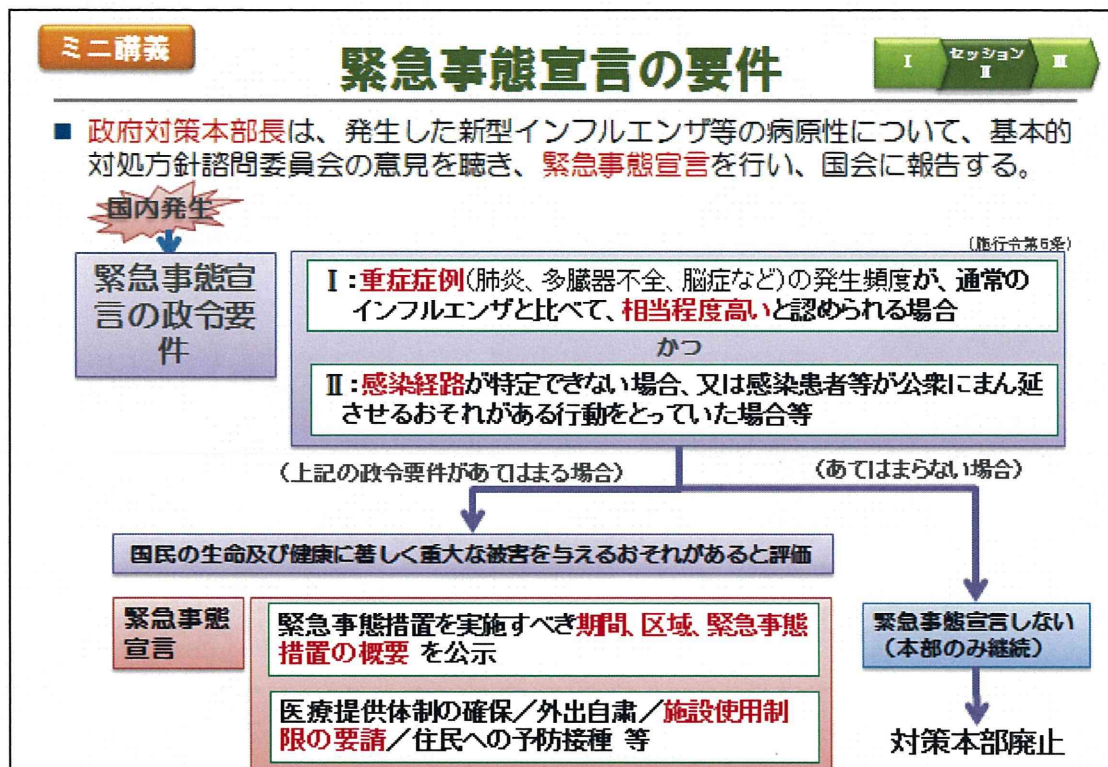 ミニ講義
緊急事態宣言の要件
Ⅰ
セッション
Ⅱ
Ⅲ
■ 政府対策本部長は、発生した新型インフルエンザ等の病原性について、基本的
対処方針諮問委員会の意見を聴き、緊急事態宣言を行い、国会に報告する。
国内発生
(施行令第6条)
緊急事態宣
言の政令要
件
Ⅰ：重症症例(肺炎、多臓器不全、脳症など)の発生頻度が、通常の
インフルエンザと比べて、相当程度高いと認められる場合
かつ
Ⅱ：感染経路が特定できない場合、又は感染患者等が公衆にまん延
させるおそれがある行動をとっていた場合等
(上記の政令要件があてはまる場合)
(あてはまらない場合)
国民の生命及び健康に著しく重大な被害を与えるおそれがあると評価
緊急事態
宣言
緊急事態措置を実施すべき期間、区域、緊急事態
措置の概要 を公示
医療提供体制の確保／外出自粛／施設使用制
限の要請／住民への予防接種 等
緊急事態宣言しない
(本部のみ継続)
対策本部廃止